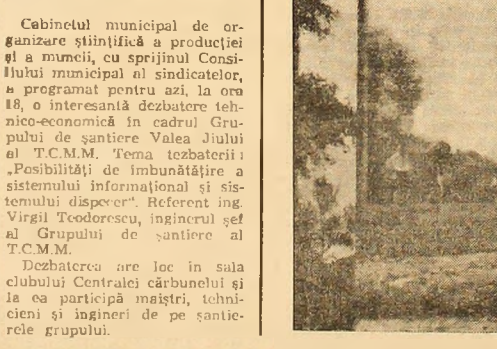 Cabinetul municipal de or-
ganizare științifică a producției
și a muncii, cu sprijinul Consi-
liului municipal al sindicatelor,
a programat pentru azi, la ora
18, o interesantă dezbatere teh-
nico-economică în cadrul Gru-
pului de șantiere Valea Jiului
al T.C.M.M. Tema tezbaterii:
„Posibilități de îmbunătățire a
sistemului informațional și sis-
temului dispecer". Referent ing.
Virgil Teodorescu, inginerul șef
al Grupului de șantiere al
T.C.M.M.
Dezbaterea are loc în sala
clubului Centralei cărbunelui și
la ea participă maiștri, tehni-
cieni și ingineri de pe șantie-
rele grupului.